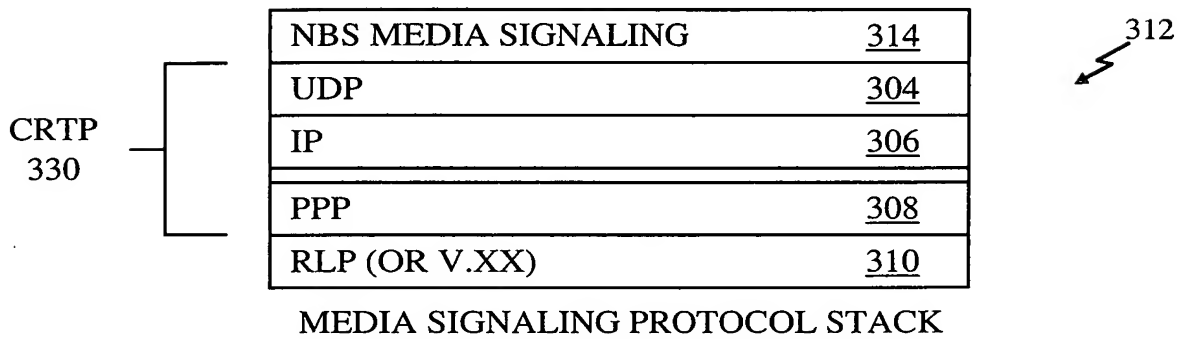 NBS MEDIA SIGNALING 314
312
UDP 304
CRTP
330
IP 306
PPP 308
RLP (OR V.XX) 310
MEDIA SIGNALING PROTOCOL STACK